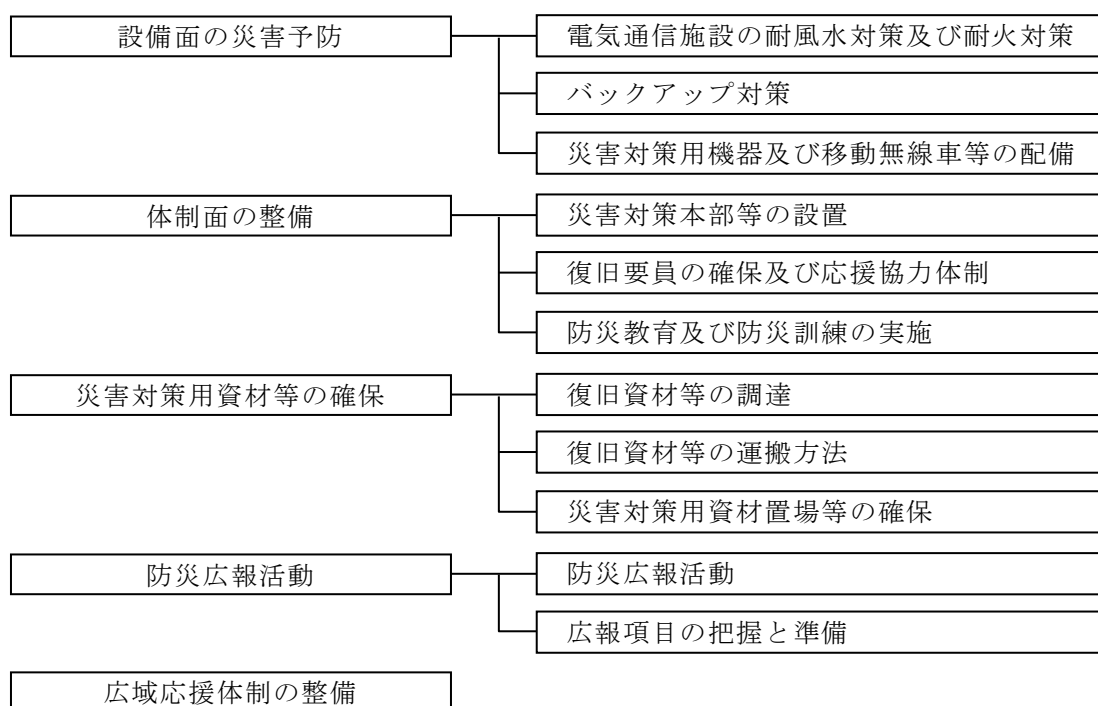 設備面の災害予防
電気通信施設の耐風水対策及び耐火対策
バックアップ対策
災害対策用機器及び移動無線車等の配備
体制面の整備
災害対策本部等の設置
復旧要員の確保及び応援協力体制
防災教育及び防災訓練の実施
災害対策用資材等の確保
復旧資材等の調達
復旧資材等の運搬方法
災害対策用資材置場等の確保
防災広報活動
防災広報活動
広報項目の把握と準備
広域応援体制の整備